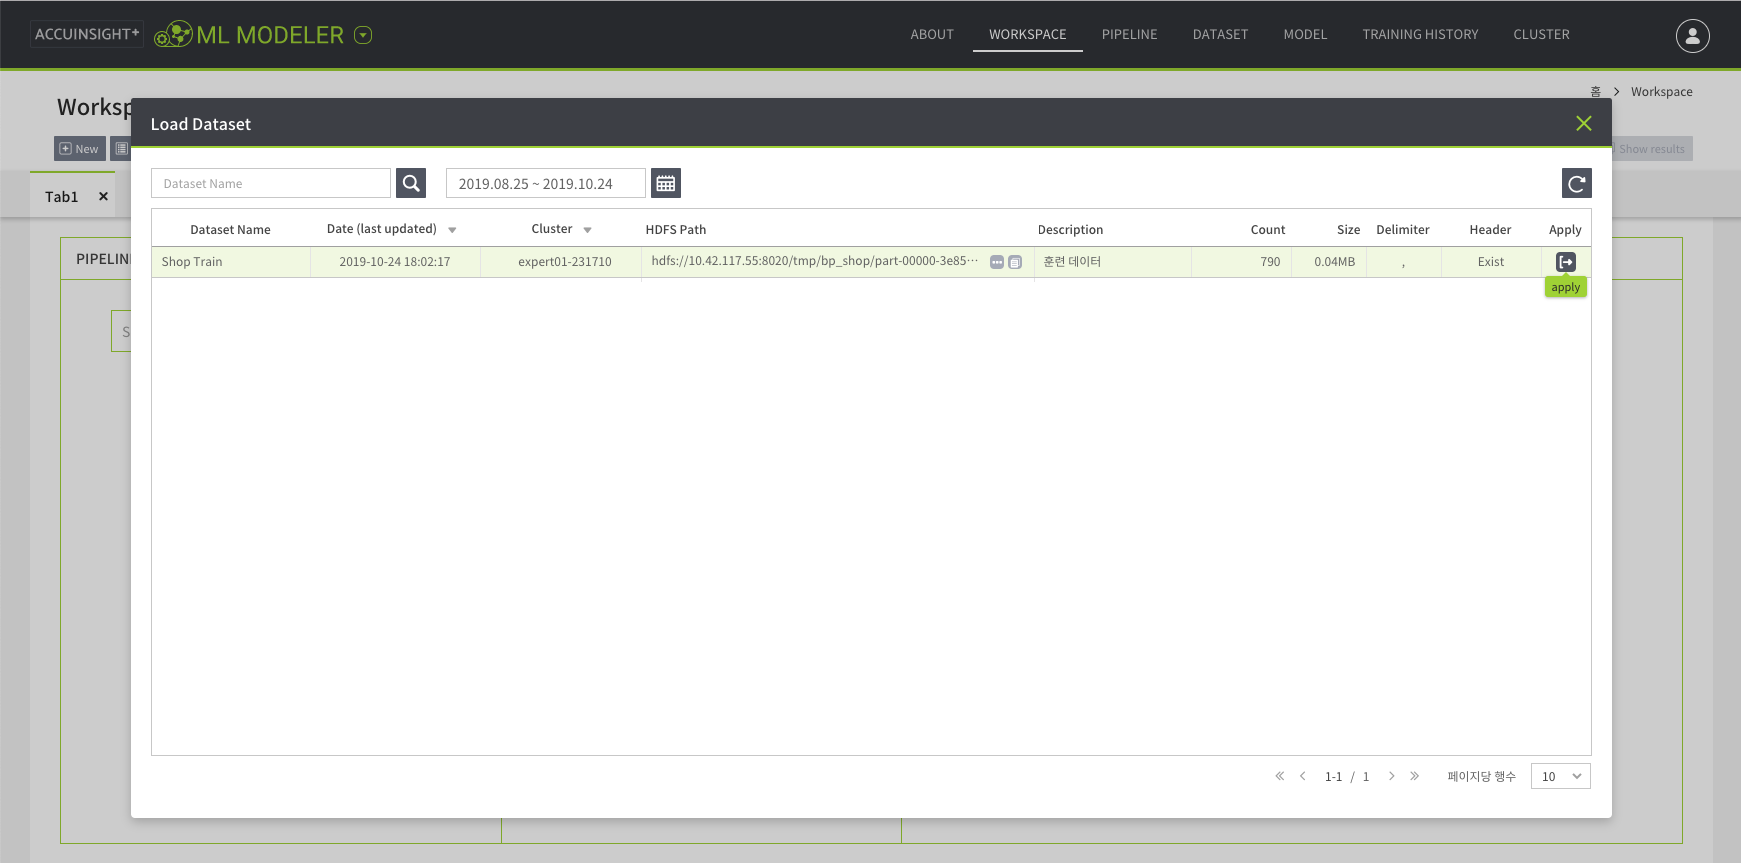 ACCUINSIGHT+ ML MODELER ABOUT WORKSPACE PIPELINE DATASET MODEL TRAINING HISTORY CLUSTER
홈 > Workspace
Worksp
New Show results
Tab1 ×
PIPELIN
S
Load Dataset
Dataset Name 2019.08.25 ~ 2019.10.24
Dataset Name Date (last updated) Cluster HDFS Path Description Count Size Delimiter Header Apply
Shop Train 2019-10-24 18:02:17 expert01-231710 hdfs://10.42.117.55:8020/tmp/bp_shop/part-00000-3e85··· 훈련 데이터 790 0.04MB , Exist
apply
1-1 / 1 페이지당 행수 10